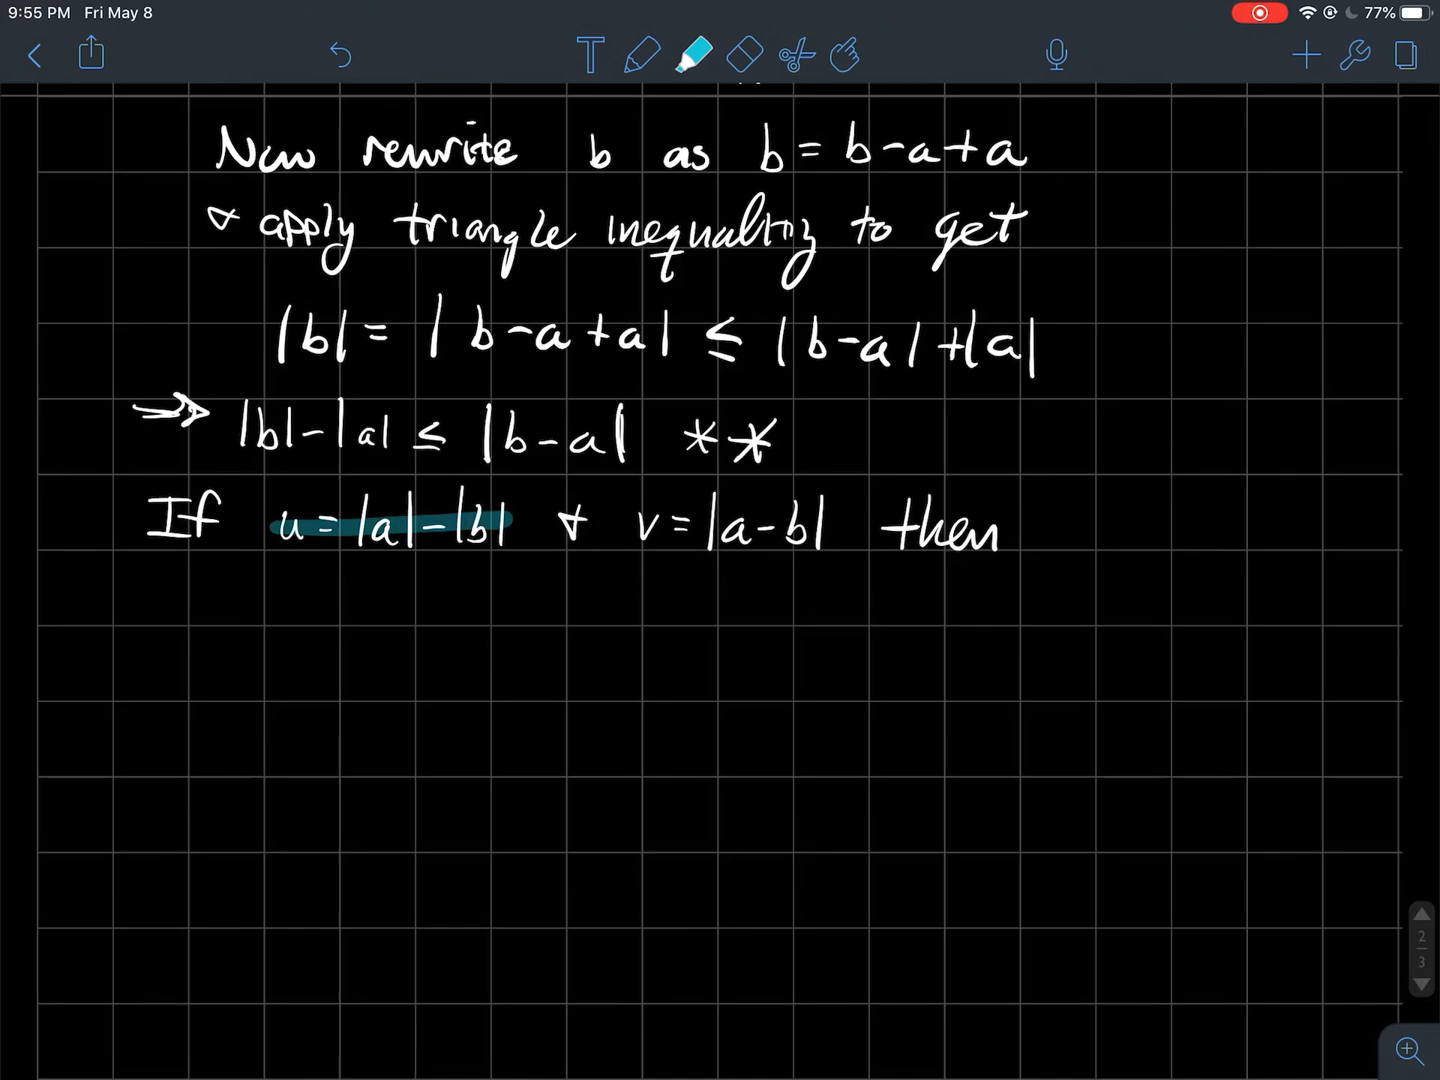 9:55 PM Fri May 8
77%
T
Now rewrite b as b = b-a+a
& apply triangle inequality to get
|b| = |b-a+a| ≤ |b-a|+|a|
⇒ |b|-|a| ≤ |b-a| **
If u = |a|-|b| & v = |a-b| then
2
3